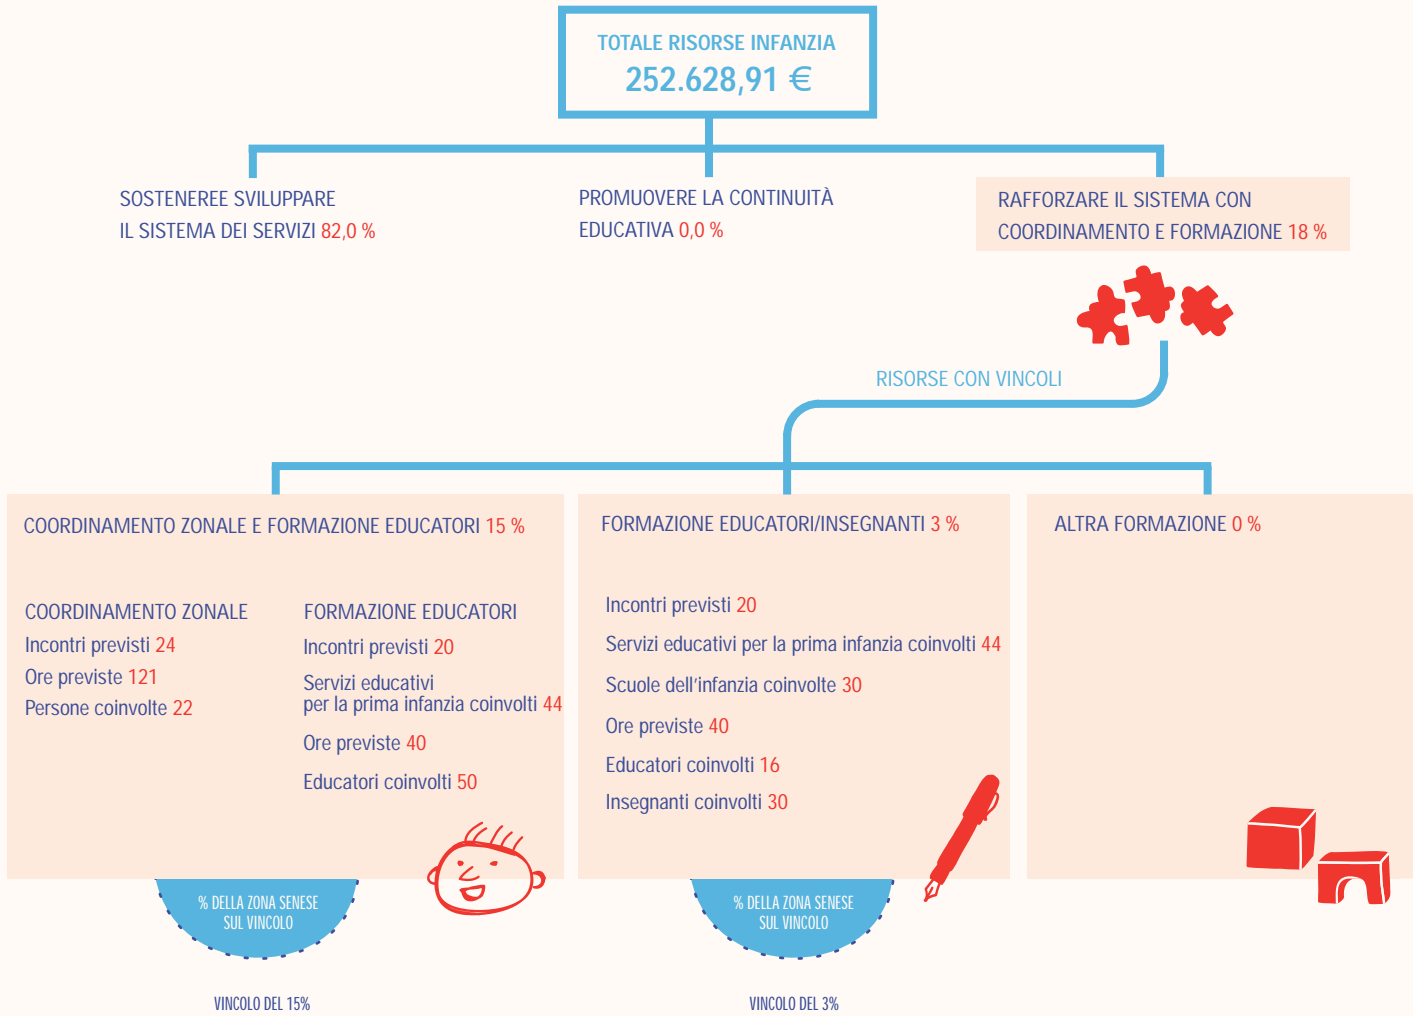 TOTALE RISORSE INFANZIA
252.628,91 €
SOSTENEREE SVILUPPARE
IL SISTEMA DEI SERVIZI 82,0 %
PROMUOVERE LA CONTINUITÀ
EDUCATIVA 0,0 %
RAFFORZARE IL SISTEMA CON
COORDINAMENTO E FORMAZIONE 18 %
RISORSE CON VINCOLI
COORDINAMENTO ZONALE E FORMAZIONE EDUCATORI 15 %
COORDINAMENTO ZONALE
Incontri previsti 24
Ore previste 121
Persone coinvolte 22
FORMAZIONE EDUCATORI
Incontri previsti 20
Servizi educativi
per la prima infanzia coinvolti 44
Ore previste 40
Educatori coinvolti 50
% DELLA ZONA SENESE
SUL VINCOLO
VINCOLO DEL 15%
FORMAZIONE EDUCATORI/INSEGNANTI 3 %
Incontri previsti 20
Servizi educativi per la prima infanzia coinvolti 44
Scuole dell'infanzia coinvolte 30
Ore previste 40
Educatori coinvolti 16
Insegnanti coinvolti 30
% DELLA ZONA SENESE
SUL VINCOLO
VINCOLO DEL 3%
ALTRA FORMAZIONE 0 %